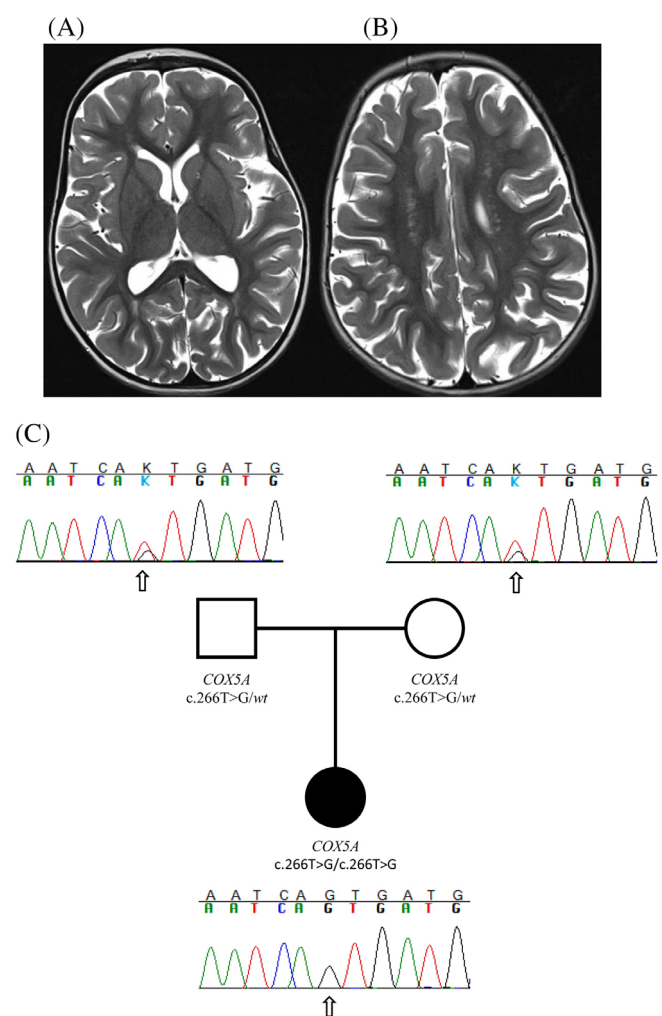 (A) (B)
(C)
A A T C A K T G A T G
A A T C A K T G A T G
A A T C A K T G A T G
A A T C A K T G A T G
COX5A
c.266T>G/wt
COX5A
c.266T>G/wt
COX5A
c.266T>G/c.266T>G
A A T C A G T G A T G
A A T C A G T G A T G